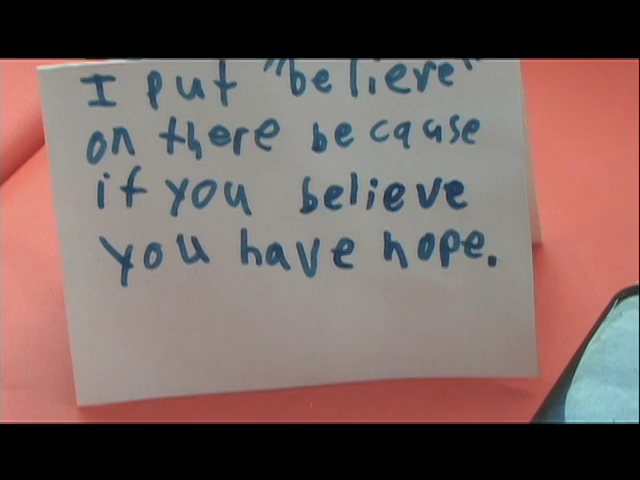 I put "believe"
on there because
if you believe
you have hope.